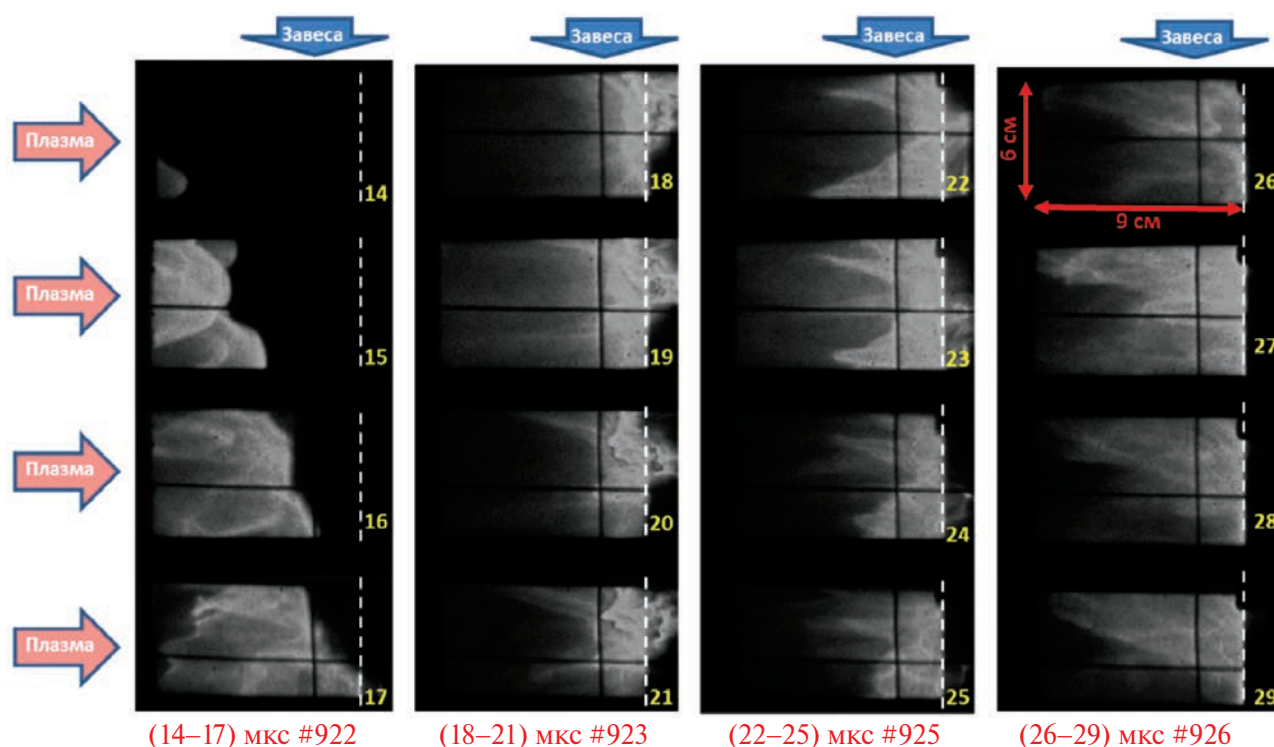 Завеса Завеса Завеса Завеса
Плазма 14 18 22 6 см 26
9 см
Плазма 15 19 23 27
Плазма 16 20 24 28
Плазма 17 21 25 29
(14–17) мкс #922 (18–21) мкс #923 (22–25) мкс #925 (26–29) мкс #926